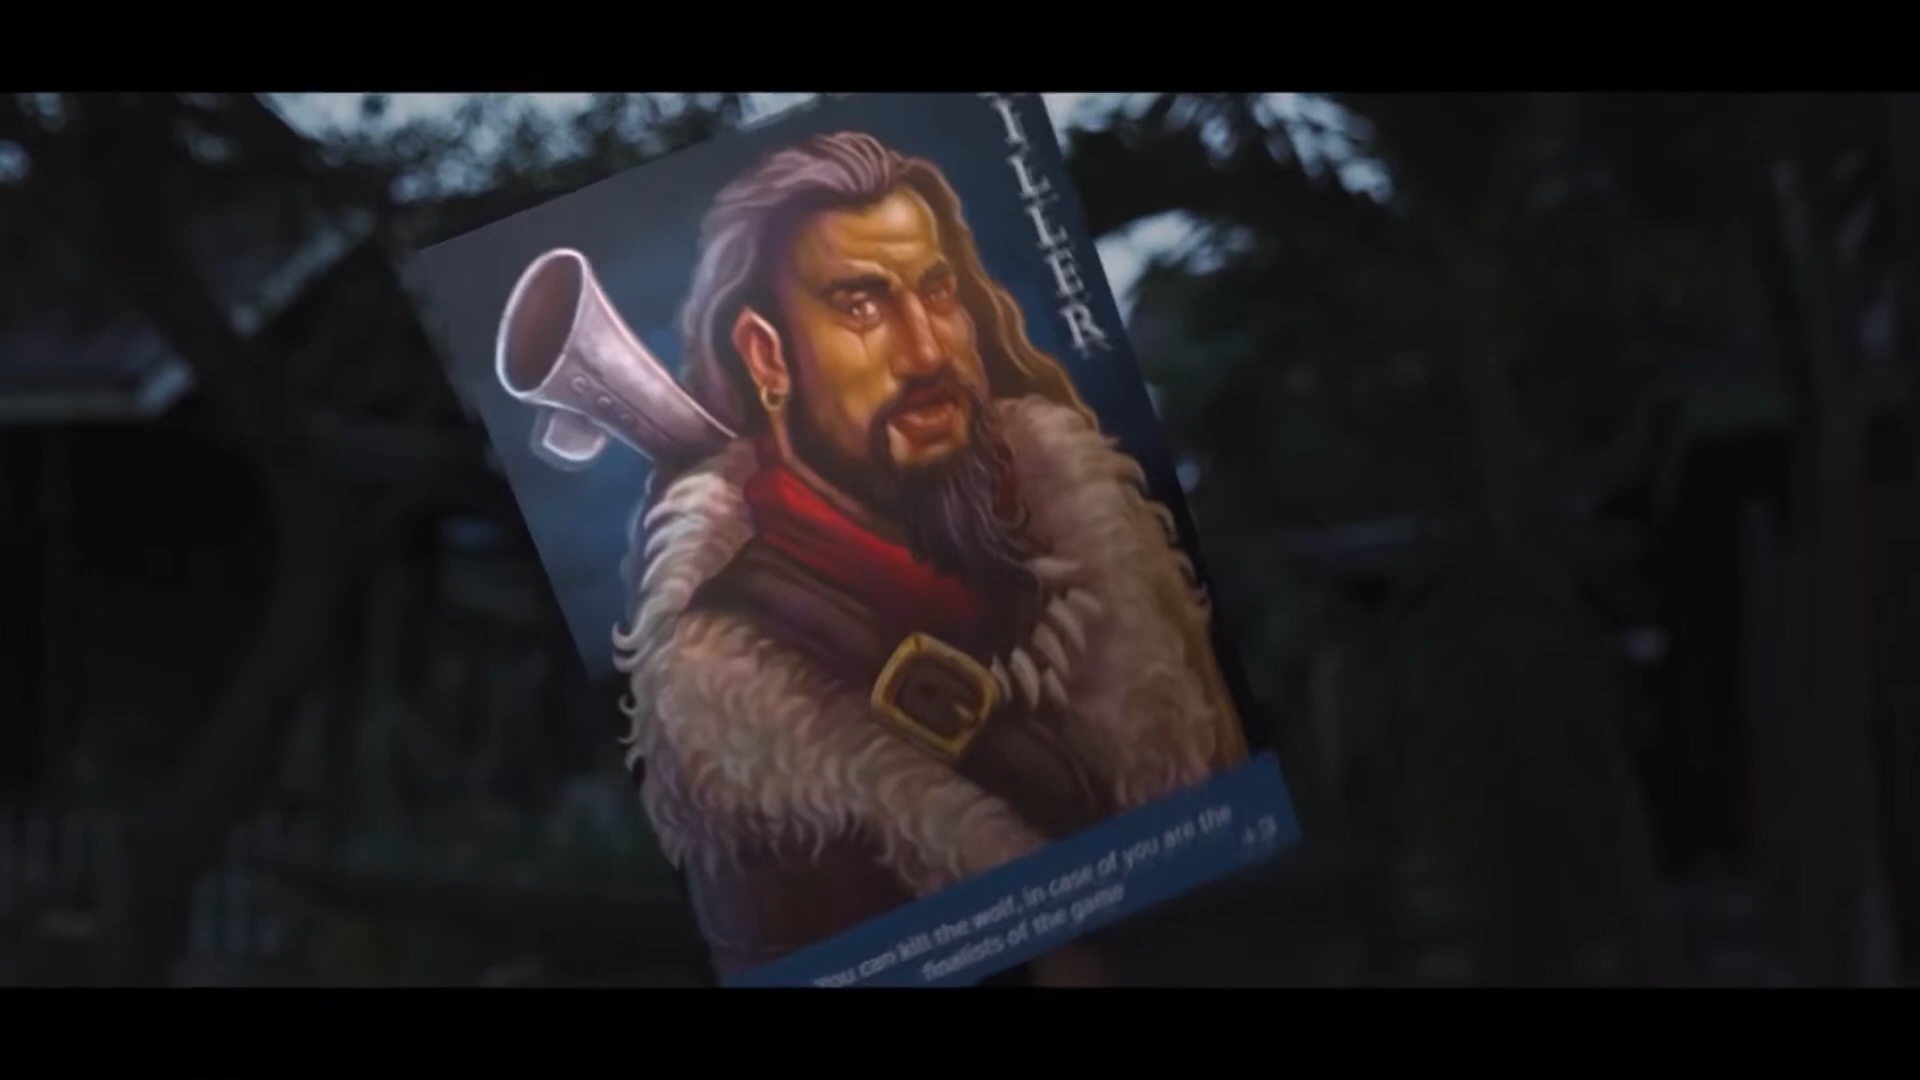 ILLER
You can kill the wolf, in case of you are the
finalists of the game
+3